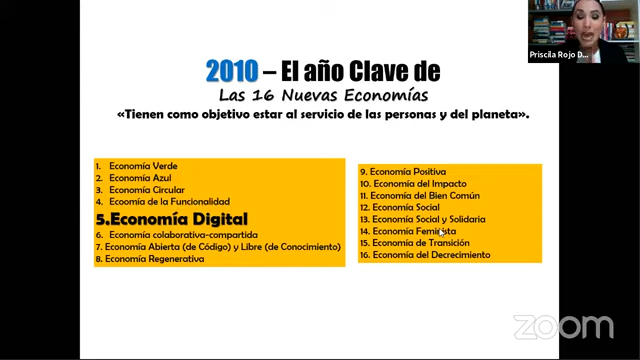 2010 – El año Clave de
Las 16 Nuevas Economías
«Tienen como objetivo estar al servicio de las personas y del planeta».
1. Economía Verde
2. Economía Azul
3. Economía Circular
4. Ecoomía de la Funcionalidad
5.Economía Digital
6. Economía colaborativa-compartida
7. Economía Abierta (de Código) y Libre (de Conocimiento)
8. Economía Regenerativa
9. Economía Positiva
10. Economía del Impacto
11. Economía del Bien Común
12. Economía Social
13. Economía Social y Solidaria
14. Economía Feminista
15. Economía de Transición
16. Economía del Decrecimiento
Priscila Rojo D...
zoom